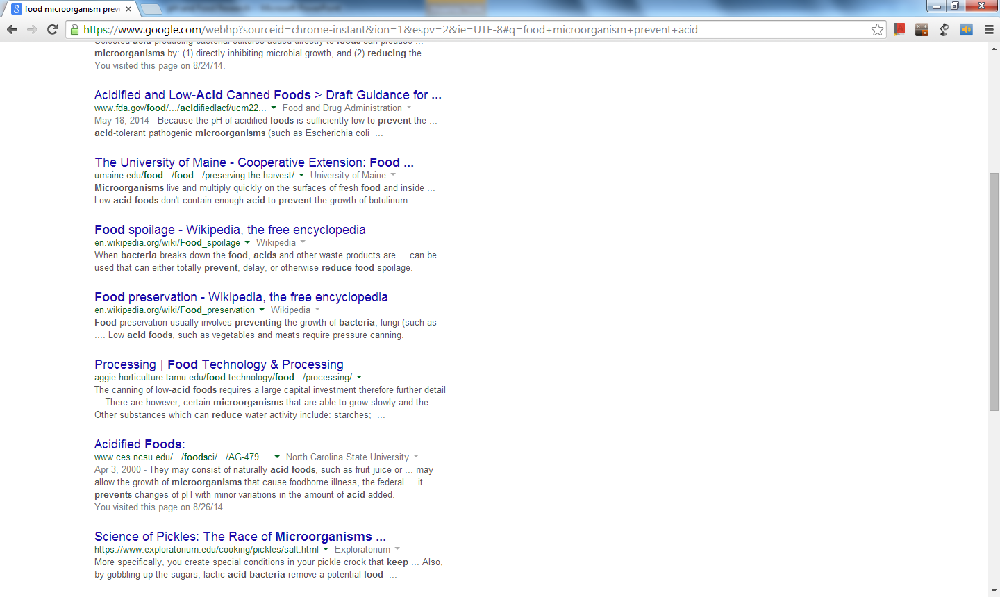 food microorganism prev
https://www.google.com/webhp?sourceid=chrome-instant&ion=1&espv=2&ie=UTF-8#q=food+microorganism+prevent+acid
microorganisms by: (1) directly inhibiting microbial growth, and (2) reducing the ...
You visited this page on 8/24/14.
Acidified and Low-Acid Canned Foods > Draft Guidance for ...
www.fda.gov/food/.../acidifiedlacf/ucm22... Food and Drug Administration
May 18, 2014 - Because the pH of acidified foods is sufficiently low to prevent the ...
acid-tolerant pathogenic microorganisms (such as Escherichia coli ...
The University of Maine - Cooperative Extension: Food ...
umaine.edu/food.../food.../preserving-the-harvest/ University of Maine
Microorganisms live and multiply quickly on the surfaces of fresh food and inside ...
Low-acid foods don't contain enough acid to prevent the growth of botulinum ...
Food spoilage - Wikipedia, the free encyclopedia
en.wikipedia.org/wiki/Food_spoilage Wikipedia
When bacteria breaks down the food, acids and other waste products are ... can be
used that can either totally prevent, delay, or otherwise reduce food spoilage.
Food preservation - Wikipedia, the free encyclopedia
en.wikipedia.org/wiki/Food_preservation Wikipedia
Food preservation usually involves preventing the growth of bacteria, fungi (such as
.... Low acid foods, such as vegetables and meats require pressure canning.
Processing | Food Technology & Processing
aggie-horticulture.tamu.edu/food-technology/food.../processing/
The canning of low-acid foods requires a large capital investment therefore further detail
... There are however, certain microorganisms that are able to grow slowly and the ...
Other substances which can reduce water activity include: starches; ...
Acidified Foods:
www.ces.ncsu.edu/.../foodsci/.../AG-479.... North Carolina State University
Apr 3, 2000 - They may consist of naturally acid foods, such as fruit juice or ... may
allow the growth of microorganisms that cause foodborne illness, the federal ... it
prevents changes of pH with minor variations in the amount of acid added.
You visited this page on 8/26/14.
Science of Pickles: The Race of Microorganisms ...
https://www.exploratorium.edu/cooking/pickles/salt.html Exploratorium
More specifically, you create special conditions in your pickle crock that keep ... Also,
by gobbling up the sugars, lactic acid bacteria remove a potential food ...